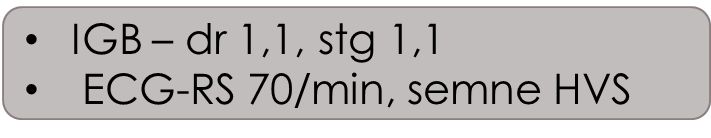 • IGB – dr 1,1, stg 1,1
• ECG-RS 70/min, semne HVS